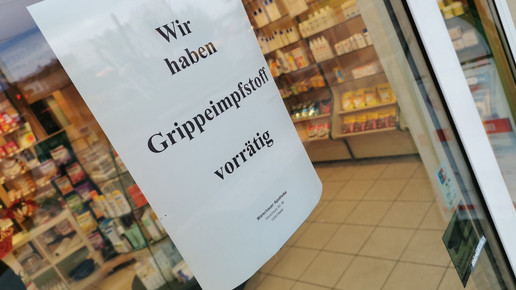 Wir
haben
Grippeimpfstoff
vorrätig